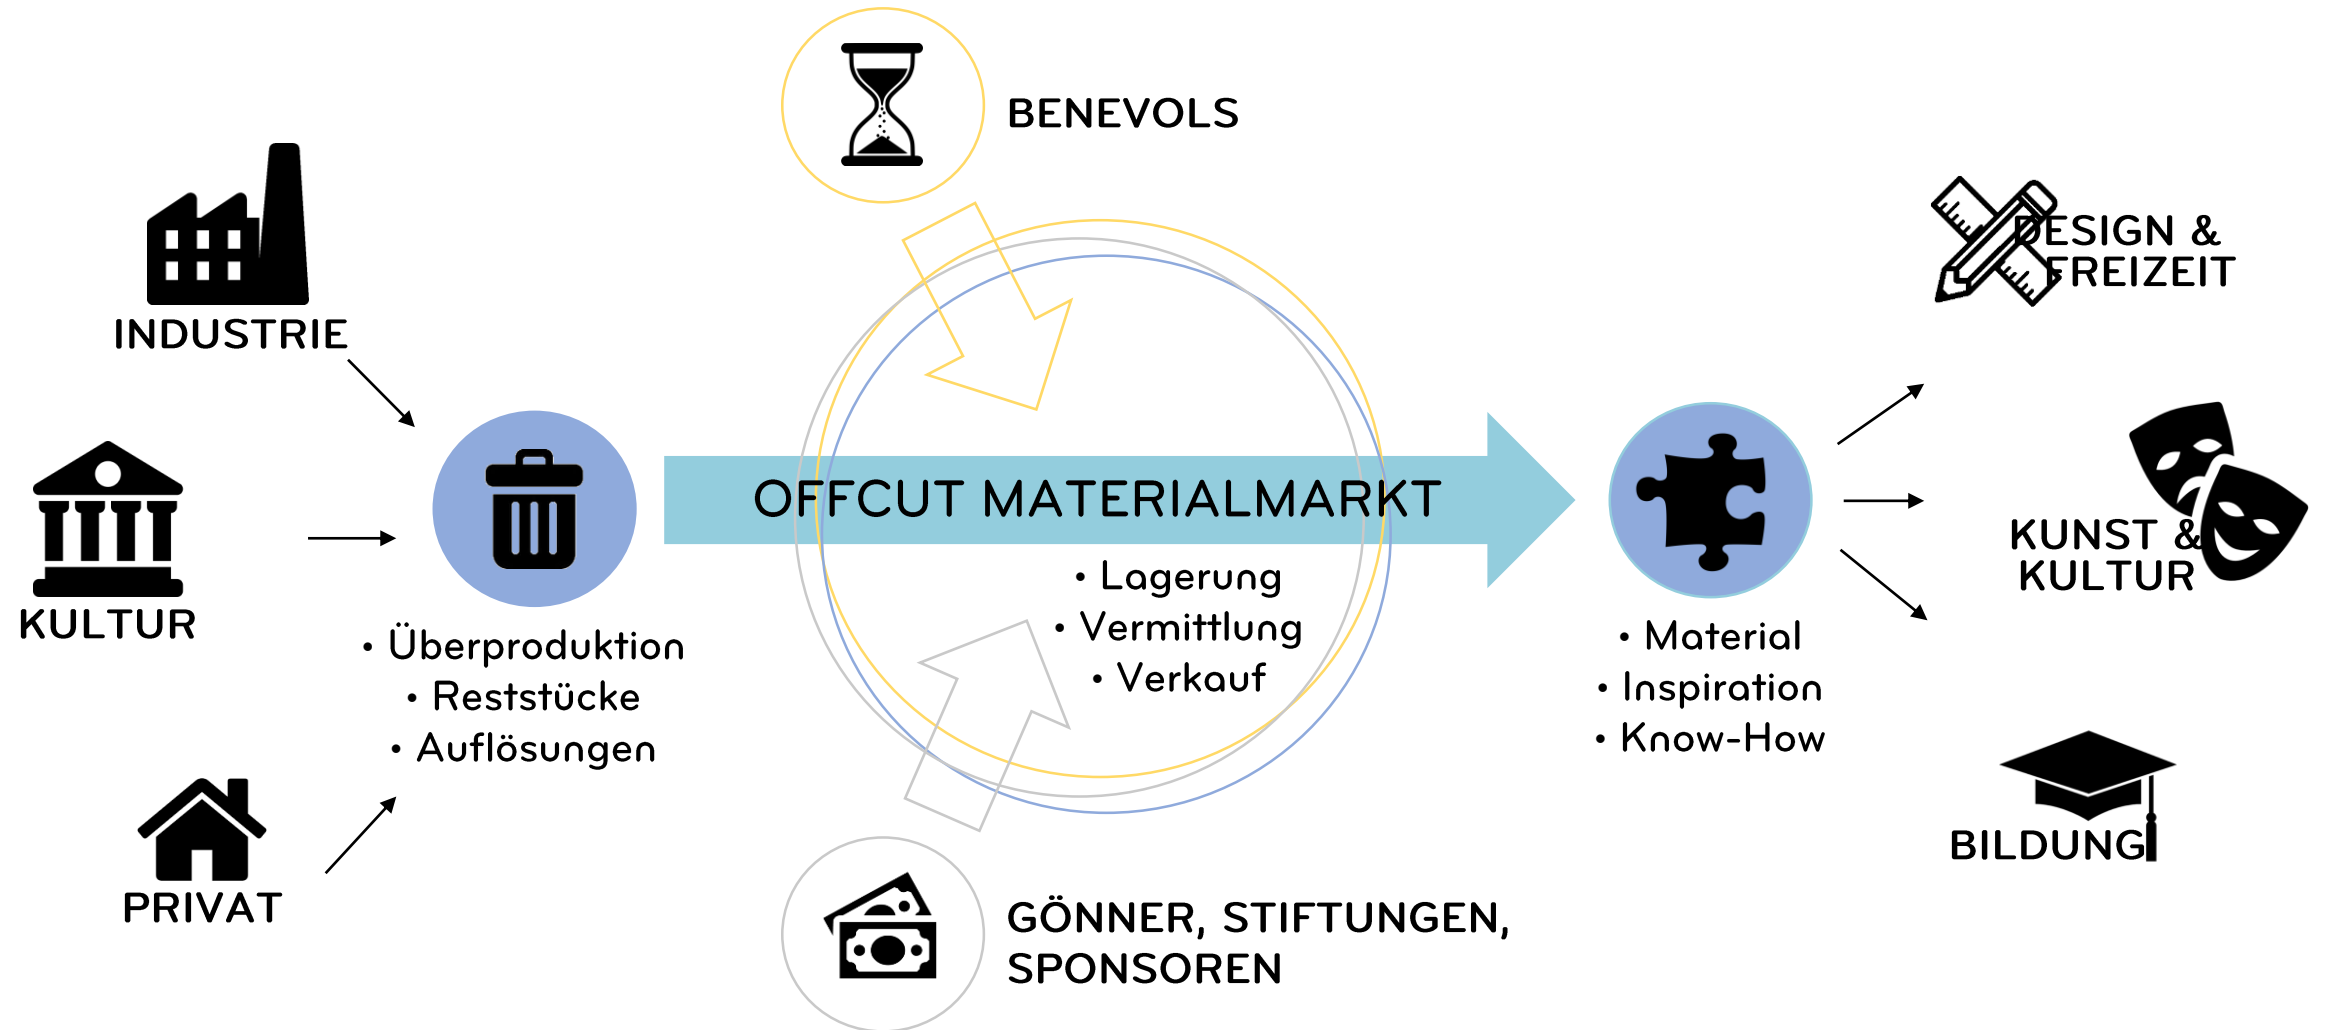 BENEVOLS
INDUSTRIE
KULTUR
PRIVAT
• Überproduktion
• Reststücke
• Auflösungen
OFFCUT MATERIALMARKT
• Lagerung
• Vermittlung
• Verkauf
GÖNNER, STIFTUNGEN,
SPONSOREN
• Material
• Inspiration
• Know-How
DESIGN &
FREIZEIT
KUNST &
KULTUR
BILDUNG